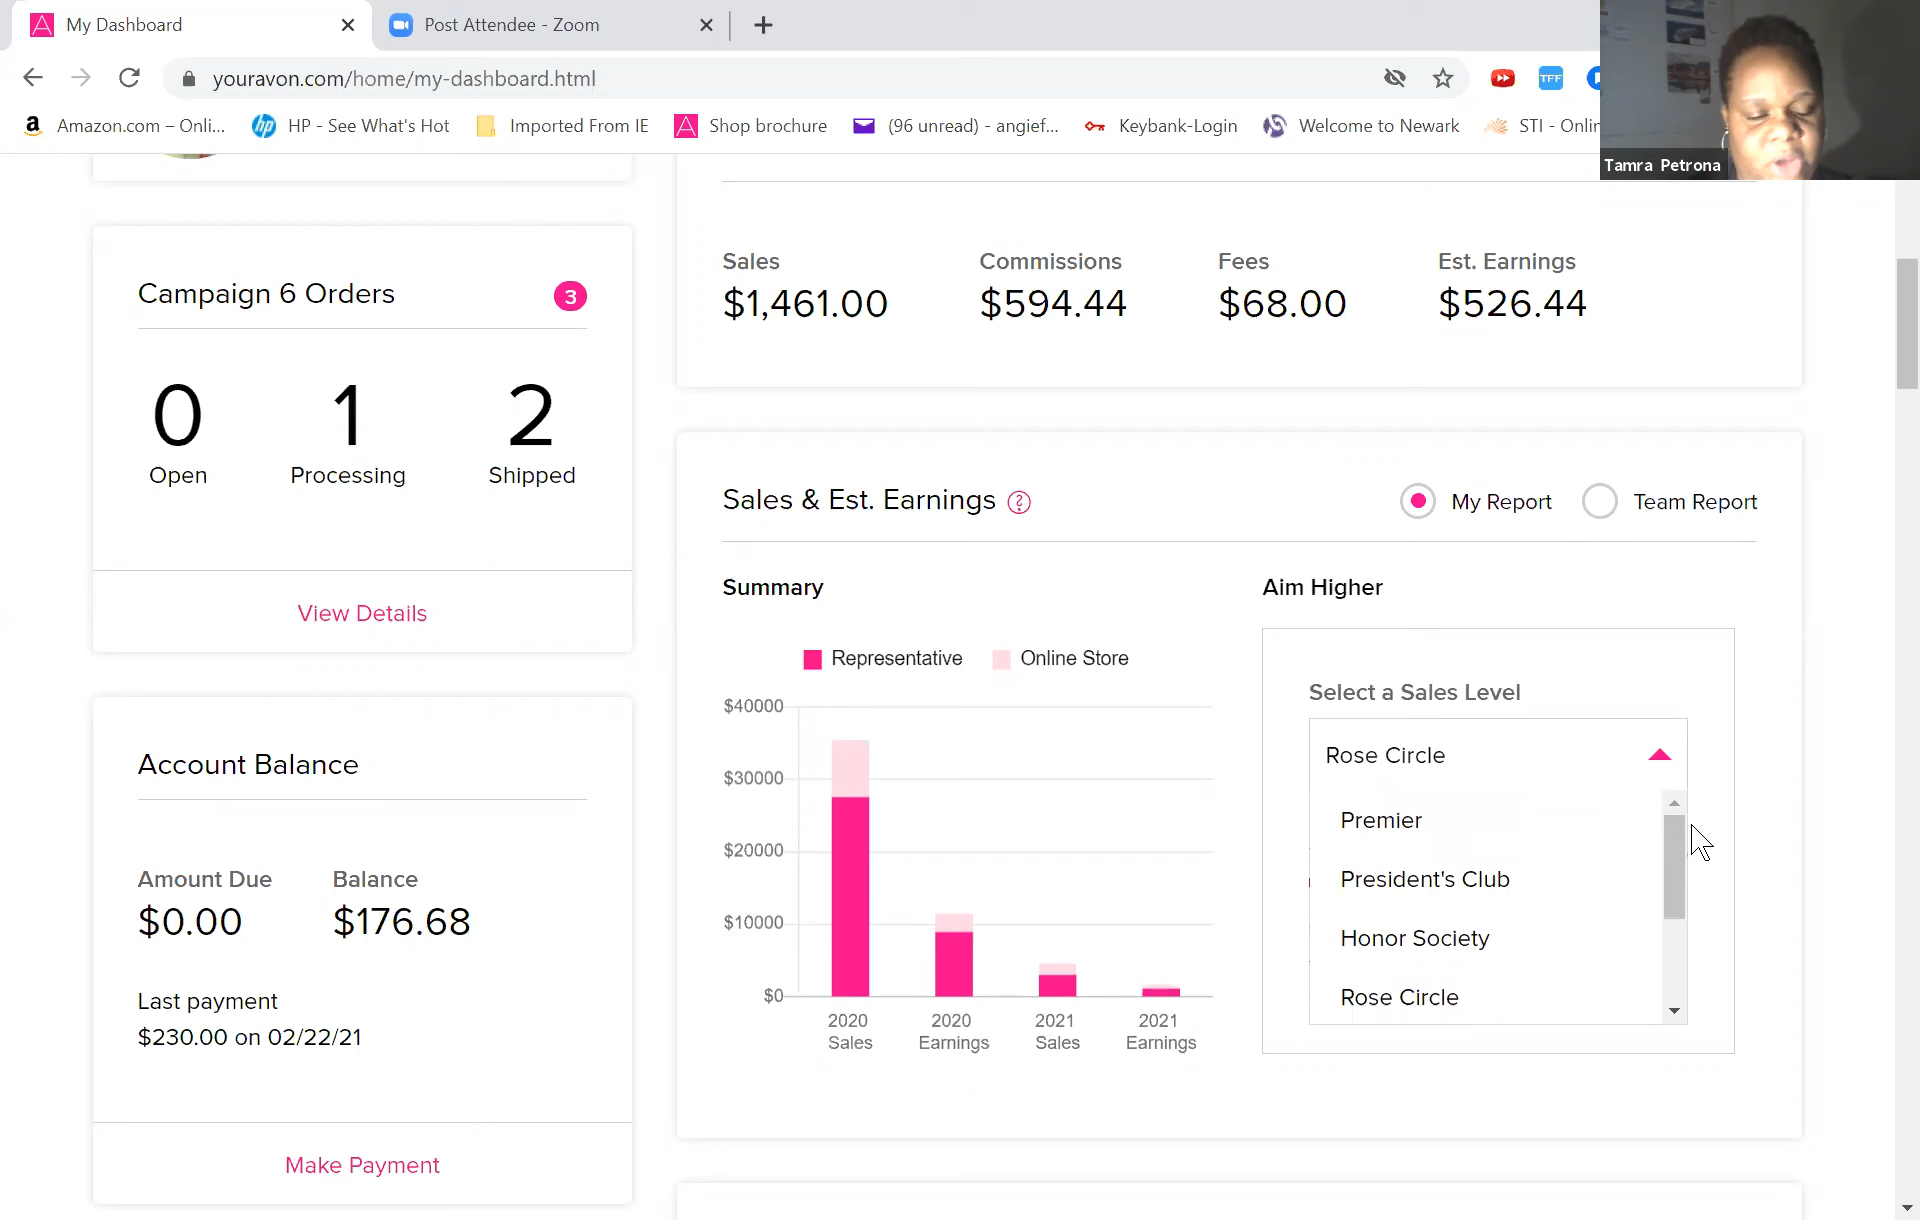 My Dashboard
Post Attendee - Zoom
youravon.com/home/my-dashboard.html
TFF
Amazon.com – Onli...
HP - See What's Hot
Imported From IE
Shop brochure
(96 unread) - angief...
Keybank-Login
Welcome to Newark
STI - Onlin
Tamra Petrona
Campaign 6 Orders
3
0
1
2
Open
Processing
Shipped
View Details
Account Balance
Amount Due
Balance
$0.00
$176.68
Last payment
$230.00 on 02/22/21
Make Payment
Sales
Commissions
Fees
Est. Earnings
$1,461.00
$594.44
$68.00
$526.44
Sales & Est. Earnings
My Report
Team Report
Summary
Representative
Online Store
$40000
$30000
$20000
$10000
$0
2020 Sales
2020 Earnings
2021 Sales
2021 Earnings
Aim Higher
Select a Sales Level
Rose Circle
Premier
President's Club
Honor Society
Rose Circle